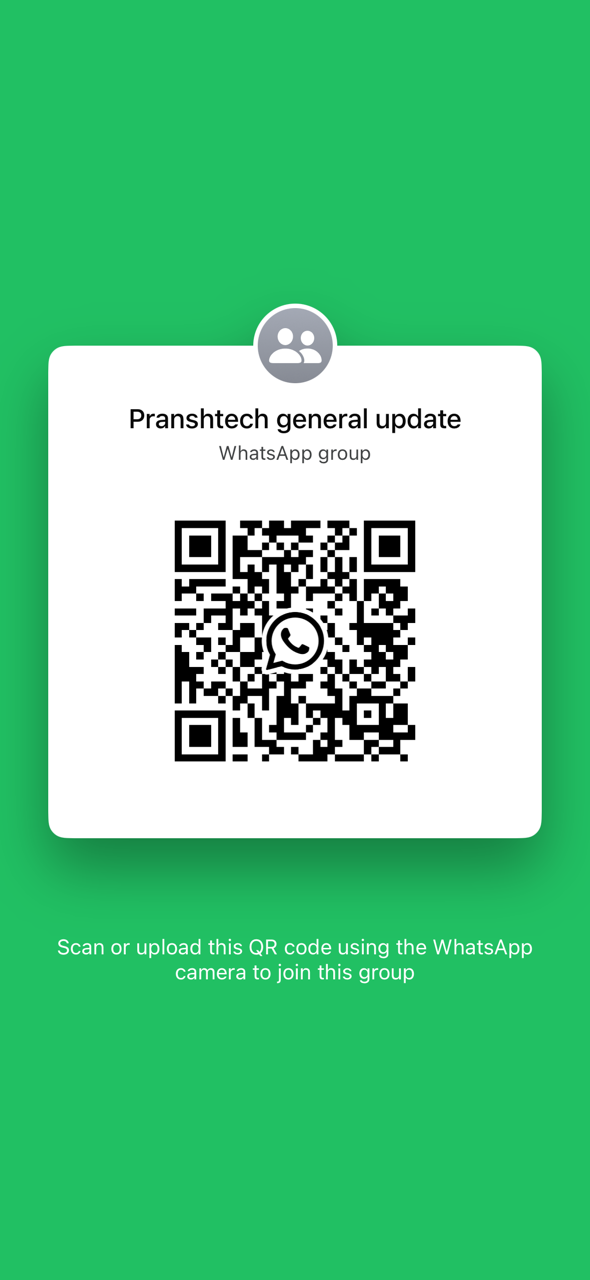 Pranshtech general update
WhatsApp group
Scan or upload this QR code using the WhatsApp
camera to join this group